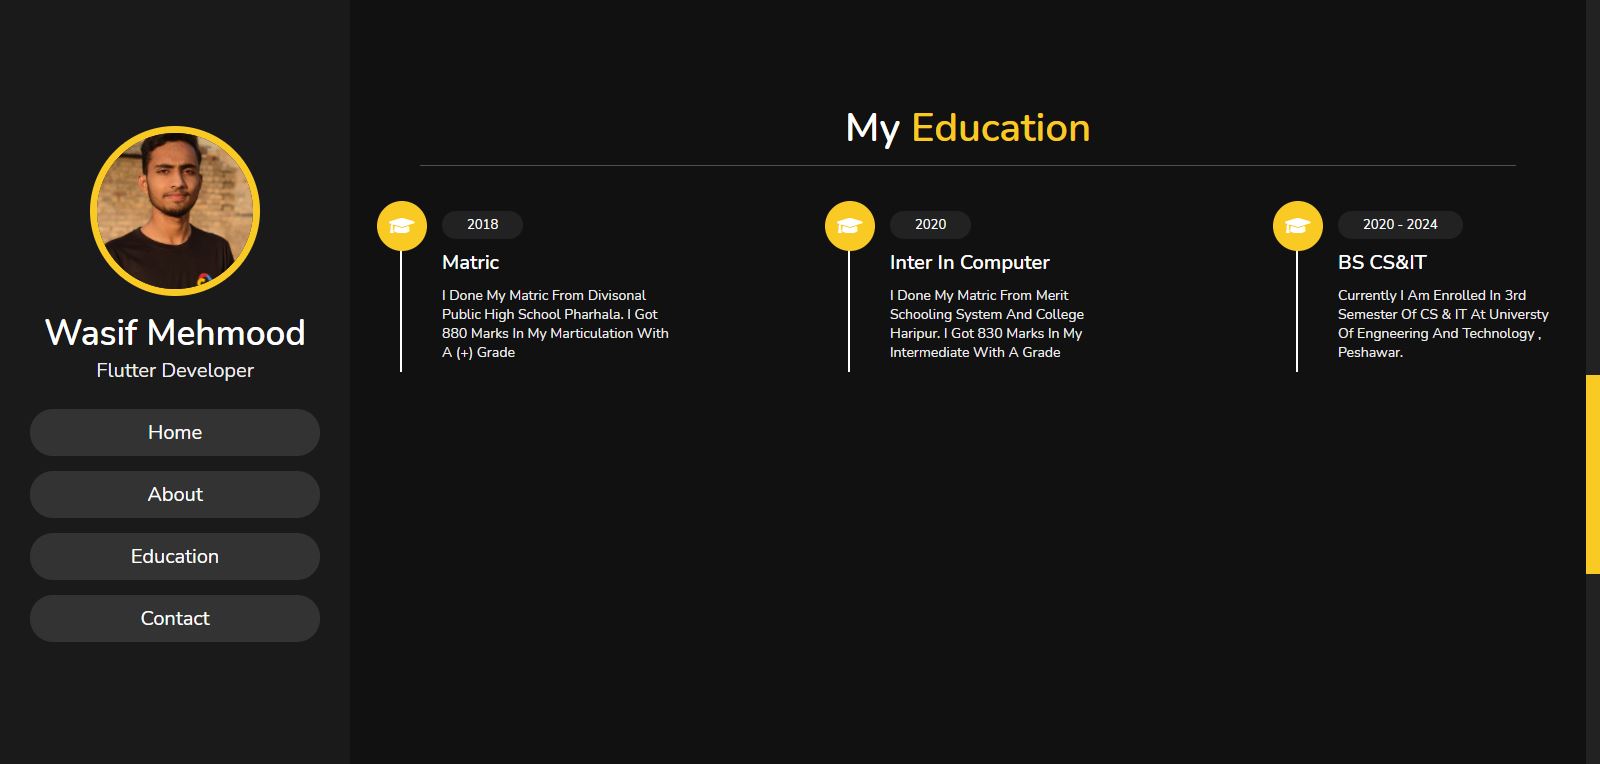 Wasif Mehmood
Flutter Developer
Home
About
Education
Contact
My Education
2018
Matric
I Done My Matric From Divisonal
Public High School Pharhala. I Got
880 Marks In My Marticulation With
A (+) Grade
2020
Inter In Computer
I Done My Matric From Merit
Schooling System And College
Haripur. I Got 830 Marks In My
Intermediate With A Grade
2020 - 2024
BS CS&IT
Currently I Am Enrolled In 3rd
Semester Of CS & IT At Universty
Of Engneering And Technology ,
Peshawar.